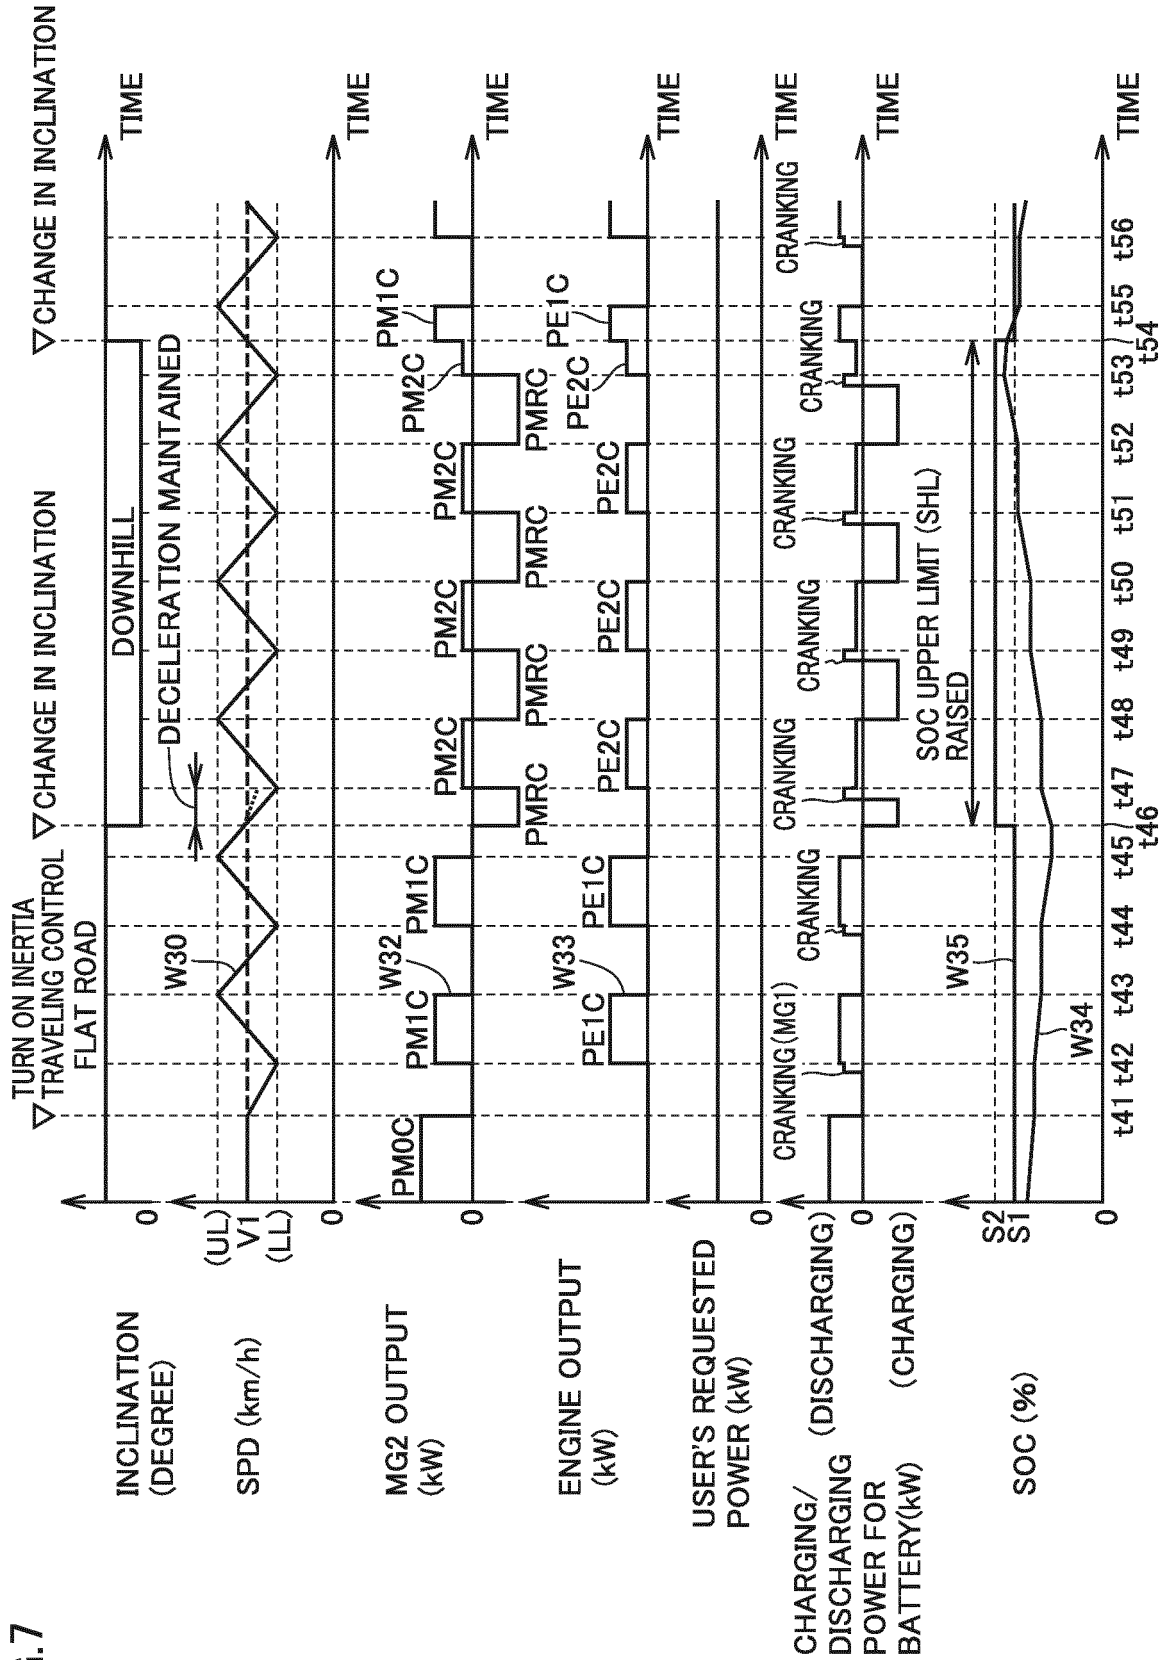 i.7
TURN ON INERTIA
▽TRAVELING CONTROL
FLAT ROAD
▽CHANGE IN INCLINATION
▽CHANGE IN INCLINATION
INCLINATION
(DEGREE)
0
DOWNHILL
TIME
DECELERATION MAINTAINED
W30
SPD (km/h)
(UL)
V1
(LL)
0
TIME
MG2 OUTPUT
(kW)
0
PM0C
PM1C
W32
PM1C
PMRC
PM2C
PMRC
PM2C
PMRC
PM2C
PMRC
PM2C
PM1C
TIME
ENGINE OUTPUT
(kW)
PE1C
W33
PE1C
PE2C
PE2C
PE2C
PE2C
PE1C
TIME
USER'S REQUESTED
POWER (kW)
0
TIME
CHARGING/
DISCHARGING
POWER FOR
BATTERY(kW)
(DISCHARGING)
(CHARGING)
0
CRANKING(MG1)
CRANKING
CRANKING
CRANKING
CRANKING
CRANKING
CRANKING
TIME
SOC UPPER LIMIT (SHL)
RAISED
SOC (%)
S2
S1
0
W34
W35
TIME
t41
t42
t43
t44
t45
t46
t47
t48
t49
t50
t51
t52
t53
t54
t55
t56